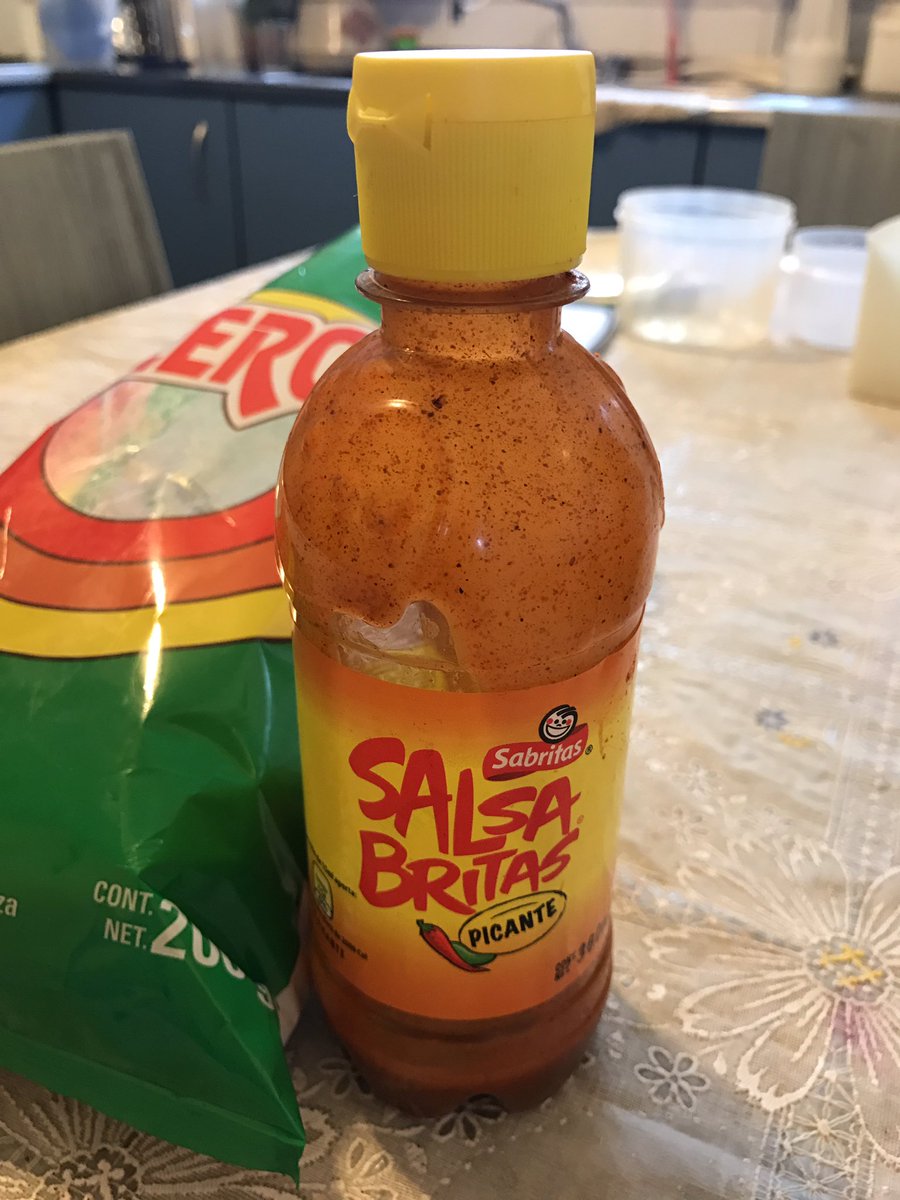 ERO
Sabritas
SALSA
BRITAS
PICANTE
CONT.
NET.